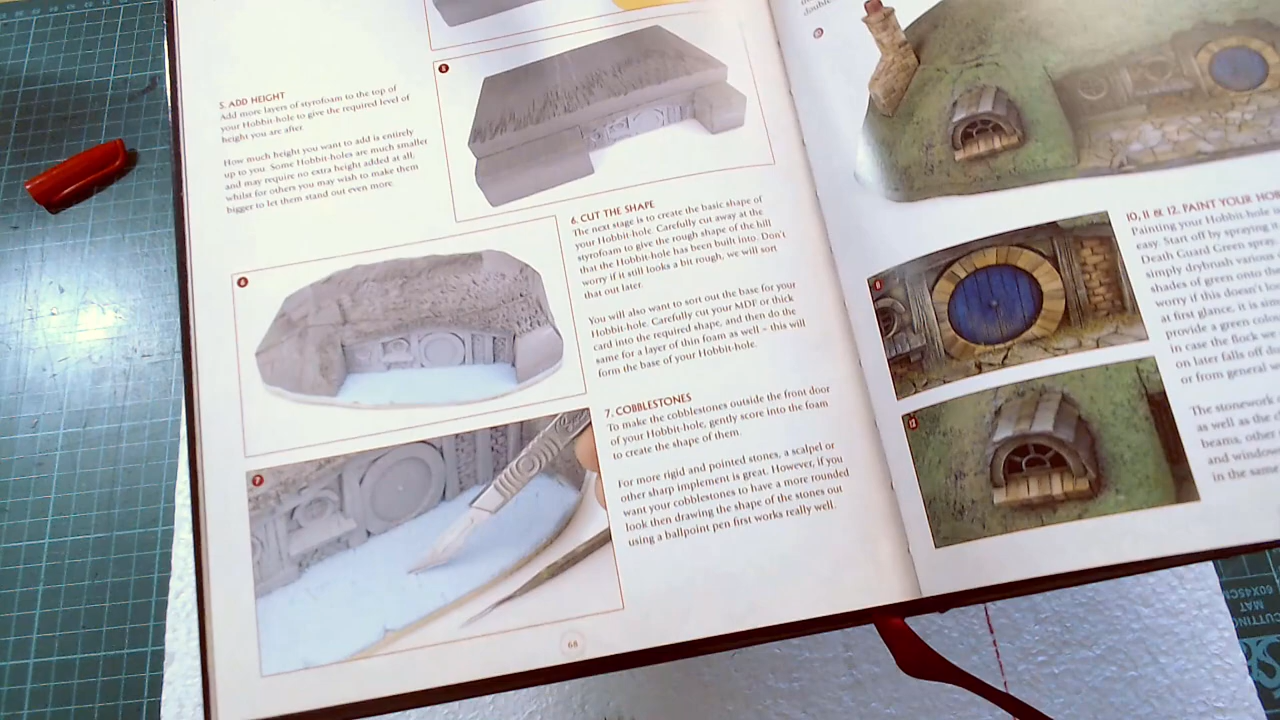 5. ADD HEIGHT
Add more layers of styrofoam to the top of
your Hobbit-hole to give the required level of
height you are after.
How much height you want to add is entirely
up to you. Some Hobbit-holes are much smaller
and may require no extra height added at all,
whilst for others you may wish to make them
bigger to let them stand out even more.
6. CUT THE SHAPE
The next stage is to create the basic shape of
your Hobbit-hole. Carefully cut away at the
styrofoam to give the rough shape of the hill
that the Hobbit-hole has been built into. Don't
worry if it still looks a bit rough, we will sort
that out later.
You will also want to sort out the base for your
Hobbit-hole. Carefully cut your MDF or thick
card into the required shape, and then do the
same for a layer of thin foam as well – this will
form the base of your Hobbit-hole.
6
7. COBBLESTONES
To make the cobblestones outside the front door
of your Hobbit-hole, gently score into the foam
to create the shape of them.
For more rigid and pointed stones, a scalpel or
other sharp implement is great. However, if you
want your cobblestones to have a more rounded
look then drawing the shape of the stones out
using a ballpoint pen first works really well.
7
68
10, 11 & 12. PAINT YOUR
Painting your Hobbit-hole
easy. Start off by spraying
Death Guard Green spray
simply drybrush various
shades of green onto
worry if this doesn't
at first glance, it is
provide a green
in case the flock
on later falls off
or from general
The stonework
as well as the
beams, other
and window
in the same
11
12
CUTTING
MAT
60X45C